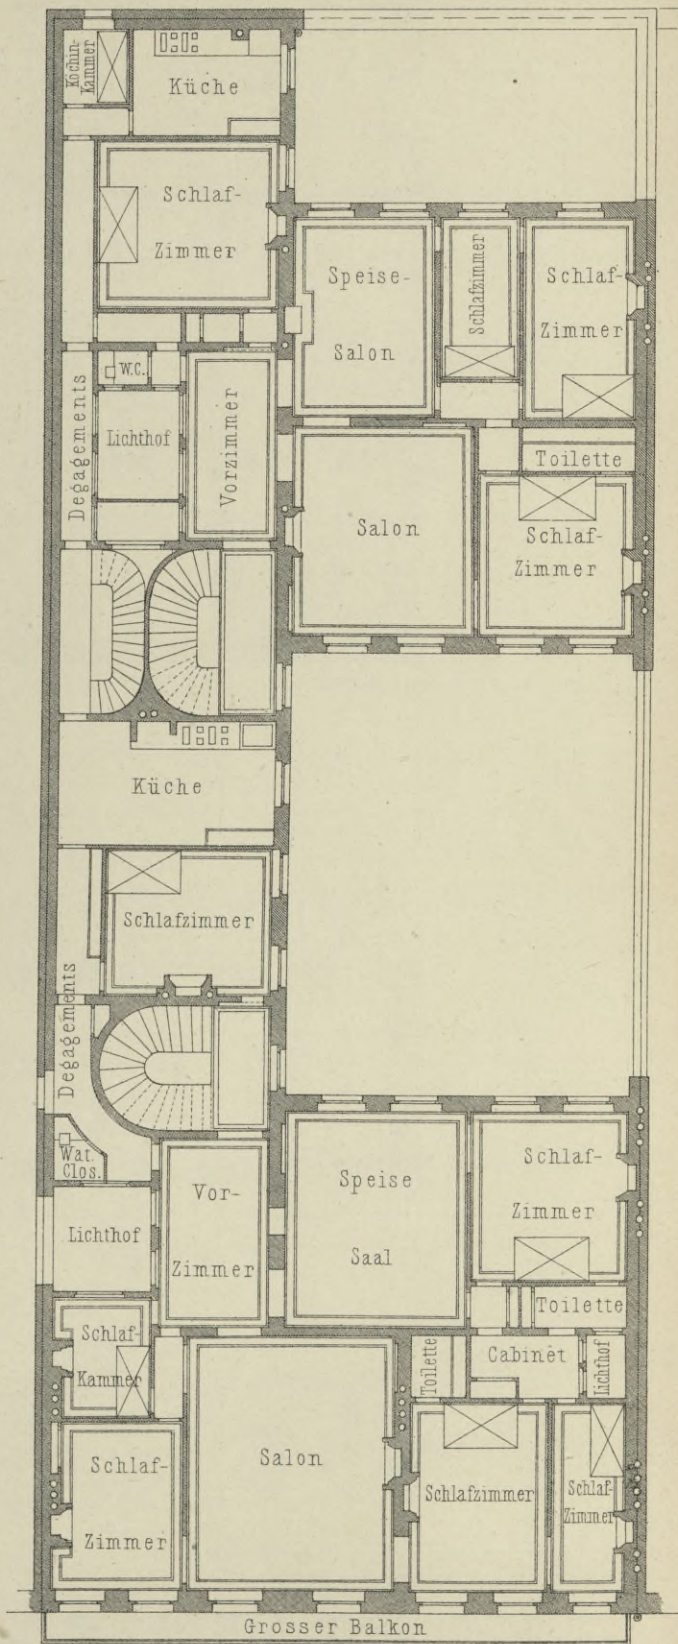 Köchin-
Kammer
Küche
Schlaf-
Zimmer
Speise-
Salon
Schlafzimmer
Schlaf-
Zimmer
W.C.
Degagements
Lichthof
Vorzimmer
Toilette
Salon
Schlaf-
Zimmer
Küche
Schlafzimmer
Degagements
Wat.
Clos.
Vor-
Zimmer
Speise
Saal
Schlaf-
Zimmer
Lichthof
Toilette
Schlaf-
Kammer
Toilette
Cabinet
Lichthof
Schlaf-
Zimmer
Salon
Schlafzimmer
Schlaf-
Zimmer
Grosser Balkon